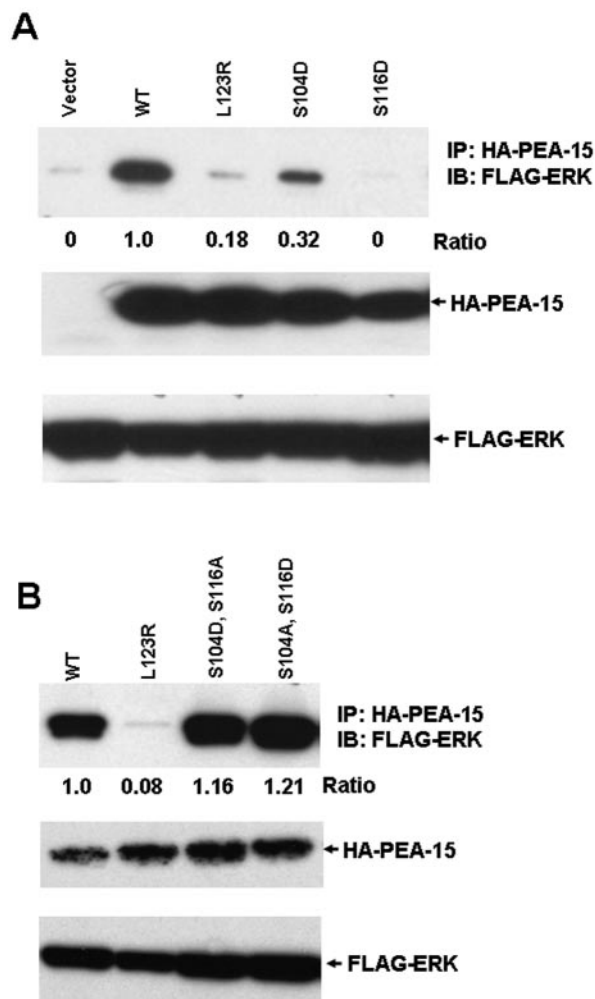 A
Vector
WT
L123R
S104D
S116D
IP: HA-PEA-15
IB: FLAG-ERK
0 1.0 0.18 0.32 0 Ratio
HA-PEA-15
FLAG-ERK
B
WT
L123R
S104D, S116A
S104A, S116D
IP: HA-PEA-15
IB: FLAG-ERK
1.0 0.08 1.16 1.21 Ratio
HA-PEA-15
FLAG-ERK